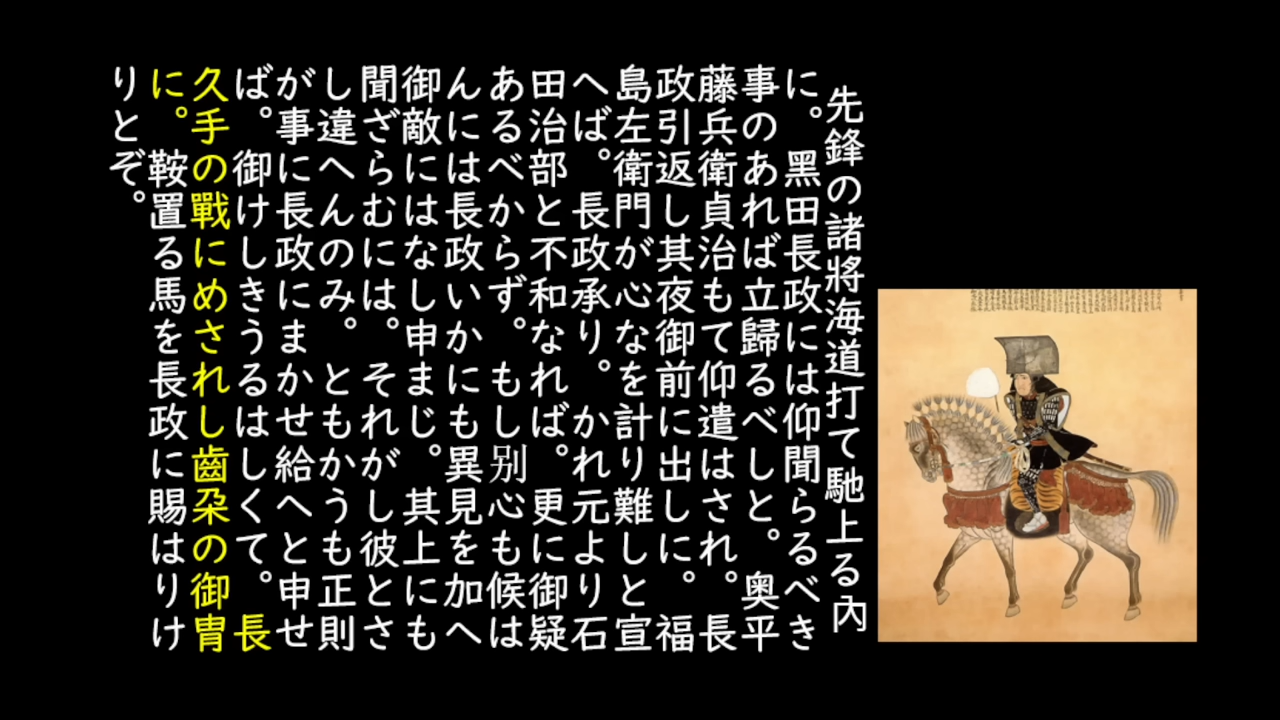 先鋒の諸將海道打て馳上る內
に。黑田長政には仰聞らるべき
事のあれば立歸るべしと。奥平
藤兵衛貞治もて仰遣はされ。長
政引返し其夜御前に出しに。福
島左衛門が心なを計り難しと宣
へば。長政承り。かれ元より石
田治部と不和なれば。更に御疑
あるべからず。もし別心も候は
んには長政いかにも異見を加へ
御敵にはなし申まじ。其上にも
聞ざらむには。それがし彼とさ
し違へんのみ。ともかうも正則
が事に長政にまかせ給へと申せ
ば。御けしきうるはしくて。長
久手の戰にめされし齒朶の御冑
に。鞍置る馬を長政に賜はりけ
りとぞ。